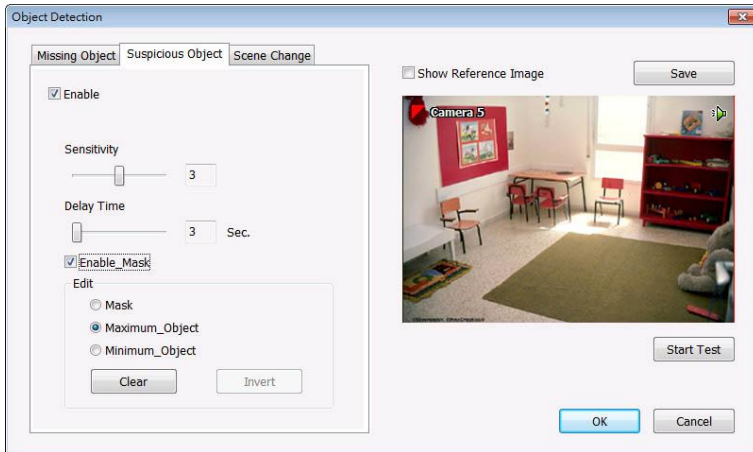 Object Detection
Missing Object Suspicious Object Scene Change
Enable
Sensitivity
3
Delay Time
3 Sec.
Enable_Mask
Edit
Mask
Maximum_Object
Minimum_Object
Clear Invert
Show Reference Image Save
Camera 5
Start Test
OK Cancel